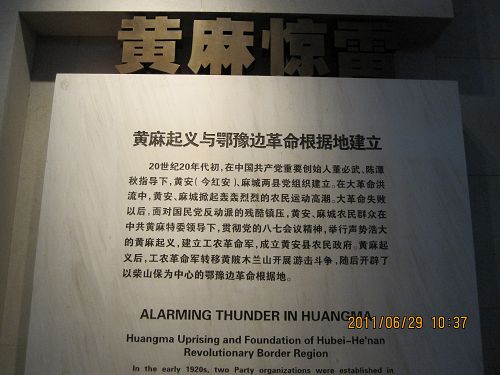 黄麻惊雷
黄麻起义与鄂豫边革命根据地建立
20世纪20年代初，在中国共产党重要创始人董必武、陈潭
秋指导下，黄安（今红安）、麻城两县党组织建立。在大革命洪
流中，黄安、麻城掀起轰轰烈烈的农民运动高潮。大革命失败
以后，面对国民党反动派的残酷镇压，黄安、麻城农民群众在
中共黄麻特委领导下，贯彻党的八七会议精神，举行声势浩大
的黄麻起义，建立工农革命军，成立黄安县农民政府。黄麻起
义后，工农革命军转移黄陂木兰山开展游击斗争，随后开辟了
以柴山保为中心的鄂豫边革命根据地。
ALARMING THUNDER IN HUANGMA
Huangma Uprising and Foundation of Hubei-He'nan
Revolutionary Border Region
In the early 1920s, two Party organizations were established in
2011/06/29 10:37